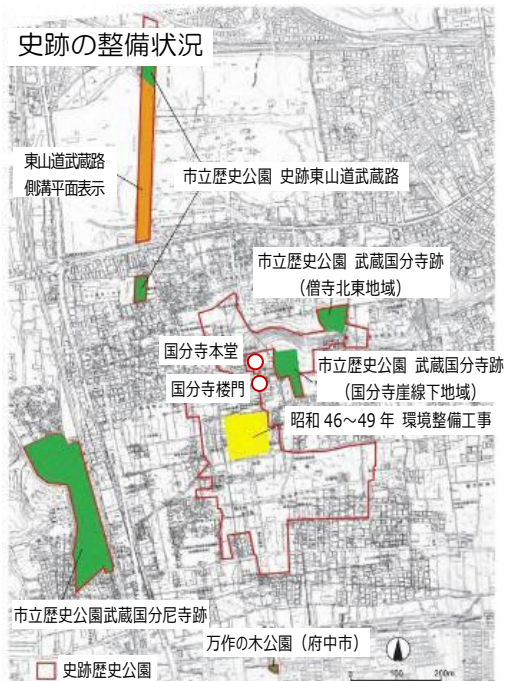 史跡の整備状況
東山道武蔵路
側溝平面表示
市立歴史公園 史跡東山道武蔵路
市立歴史公園 武蔵国分寺跡
（僧寺北東地域）
国分寺本堂
市立歴史公園 武蔵国分寺跡
（国分寺崖線下地域）
国分寺楼門
昭和 46～49 年 環境整備工事
市立歴史公園武蔵国分尼寺跡
万作の木公園（府中市）
史跡歴史公園
100 200m